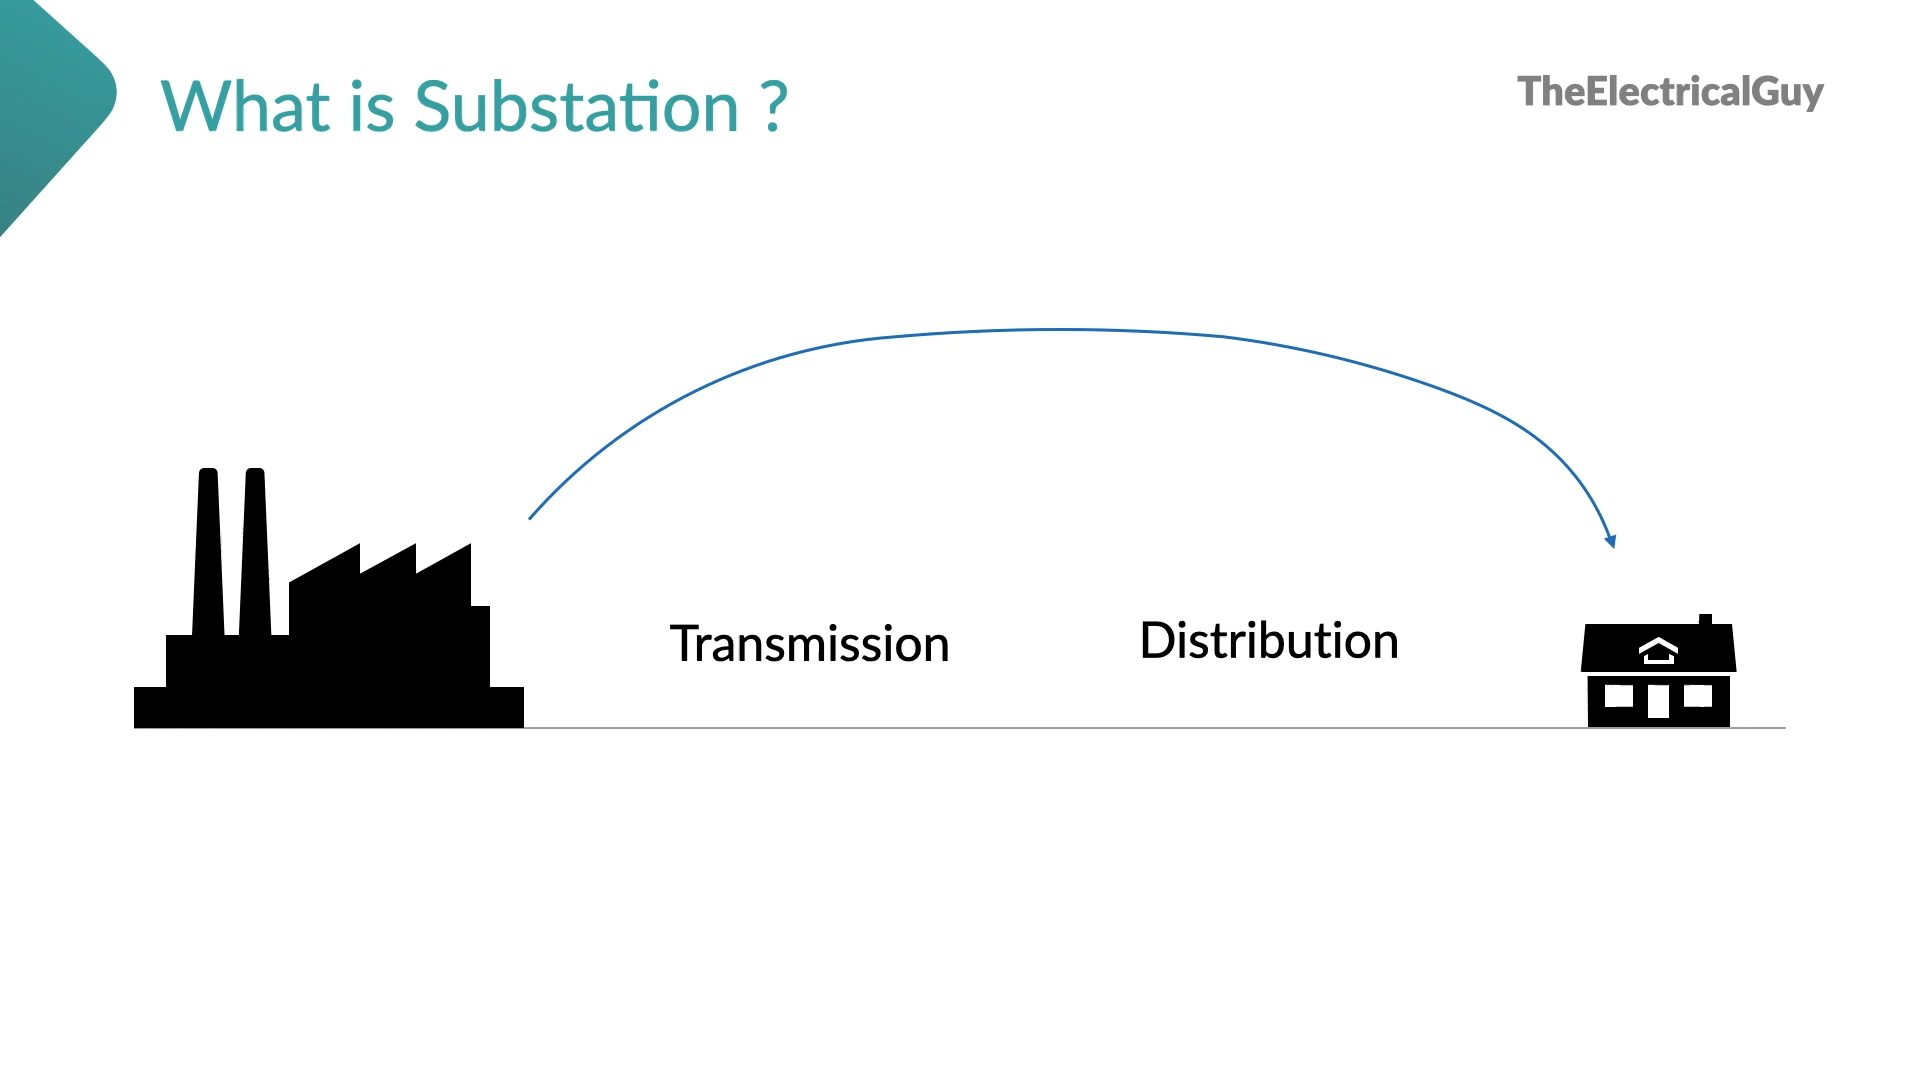 What is Substation ?
TheElectricalGuy
Transmission
Distribution